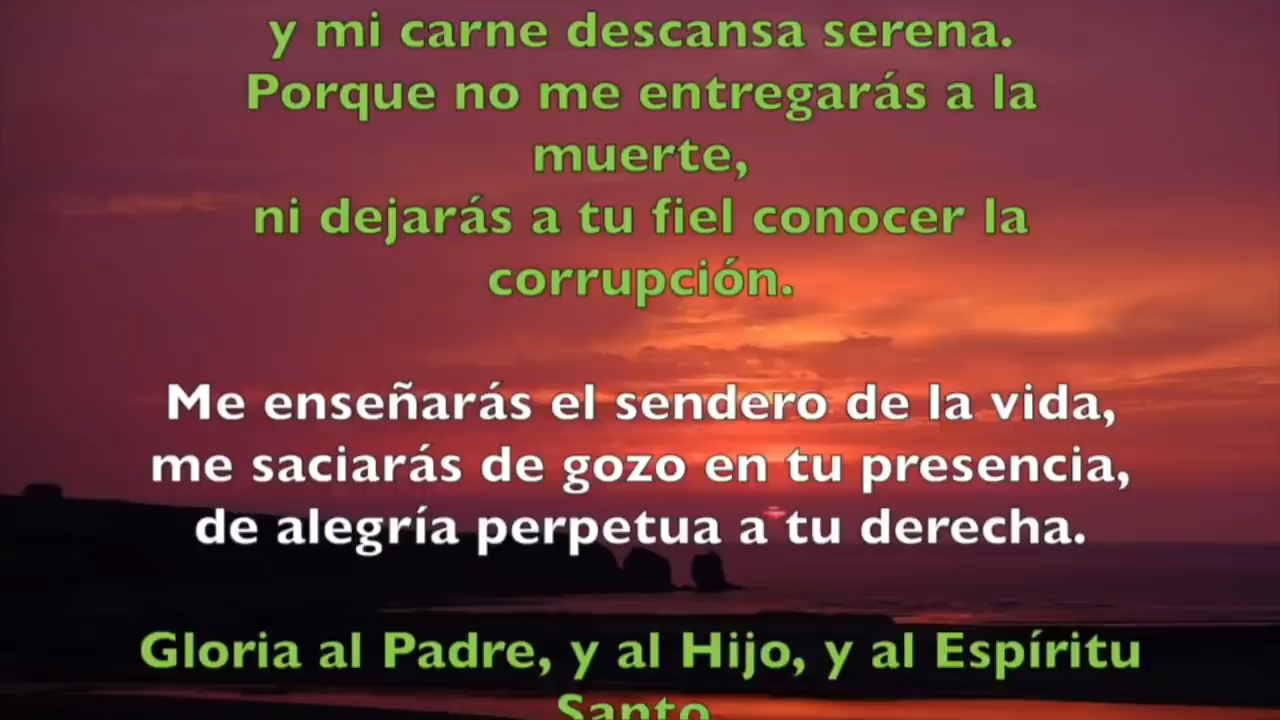 y mi carne descansa serena.
Porque no me entregarás a la
muerte,
ni dejarás a tu fiel conocer la
corrupción.
Me enseñarás el sendero de la vida,
me saciarás de gozo en tu presencia,
de alegría perpetua a tu derecha.
Gloria al Padre, y al Hijo, y al Espíritu
Santo